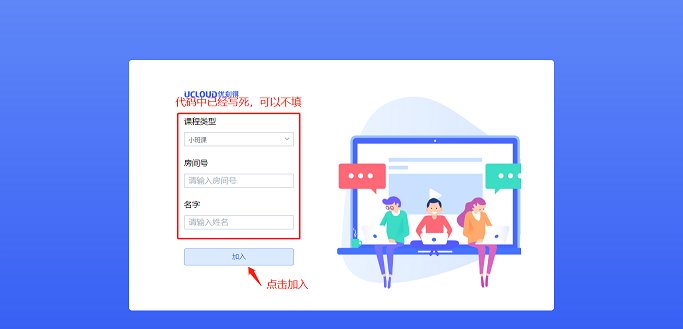 UCLOUD优刻得
代码中已经写死，可以不填
课程类型
小班课
房间号
请输入房间号
名字
请输入姓名
加入
点击加入